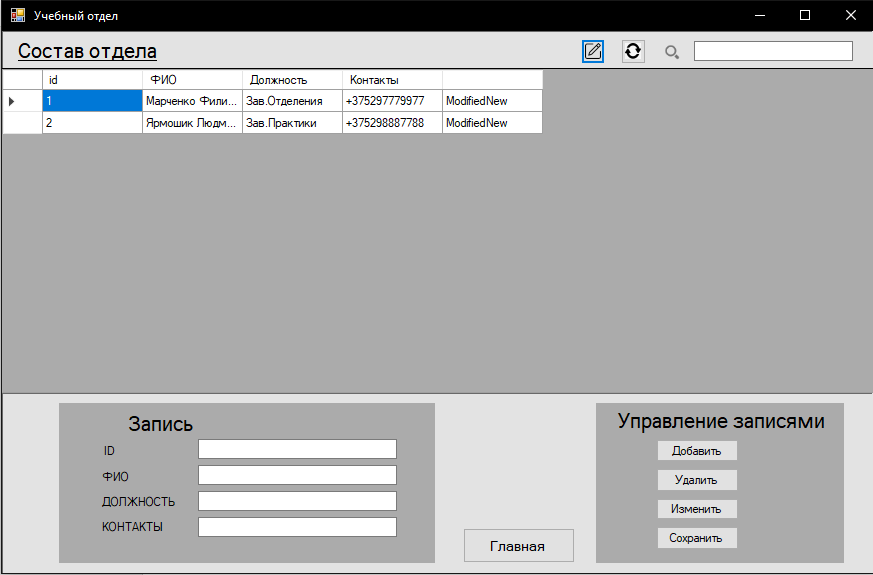 Учебный отдел
Состав отдела
id ФИО Должность Контакты
1 Марченко Фили... Зав.Отделения +375297779977 ModifiedNew
2 Ярмошик Людм... Зав.Практики +375298887788 ModifiedNew
Запись
ID
ФИО
ДОЛЖНОСТЬ
КОНТАКТЫ
Главная
Управление записями
Добавить
Удалить
Изменить
Сохранить